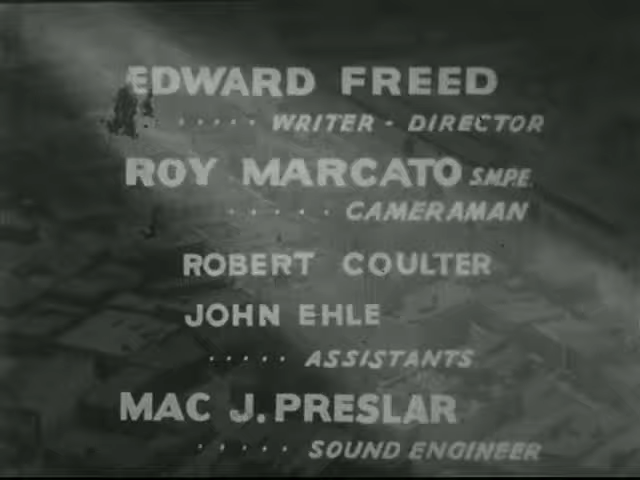 EDWARD FREED
..... WRITER - DIRECTOR
ROY MARCATO S.M.P.E.
..... CAMERAMAN
ROBERT COULTER
JOHN EHLE
..... ASSISTANTS
MAC J. PRESLAR
..... SOUND ENGINEER